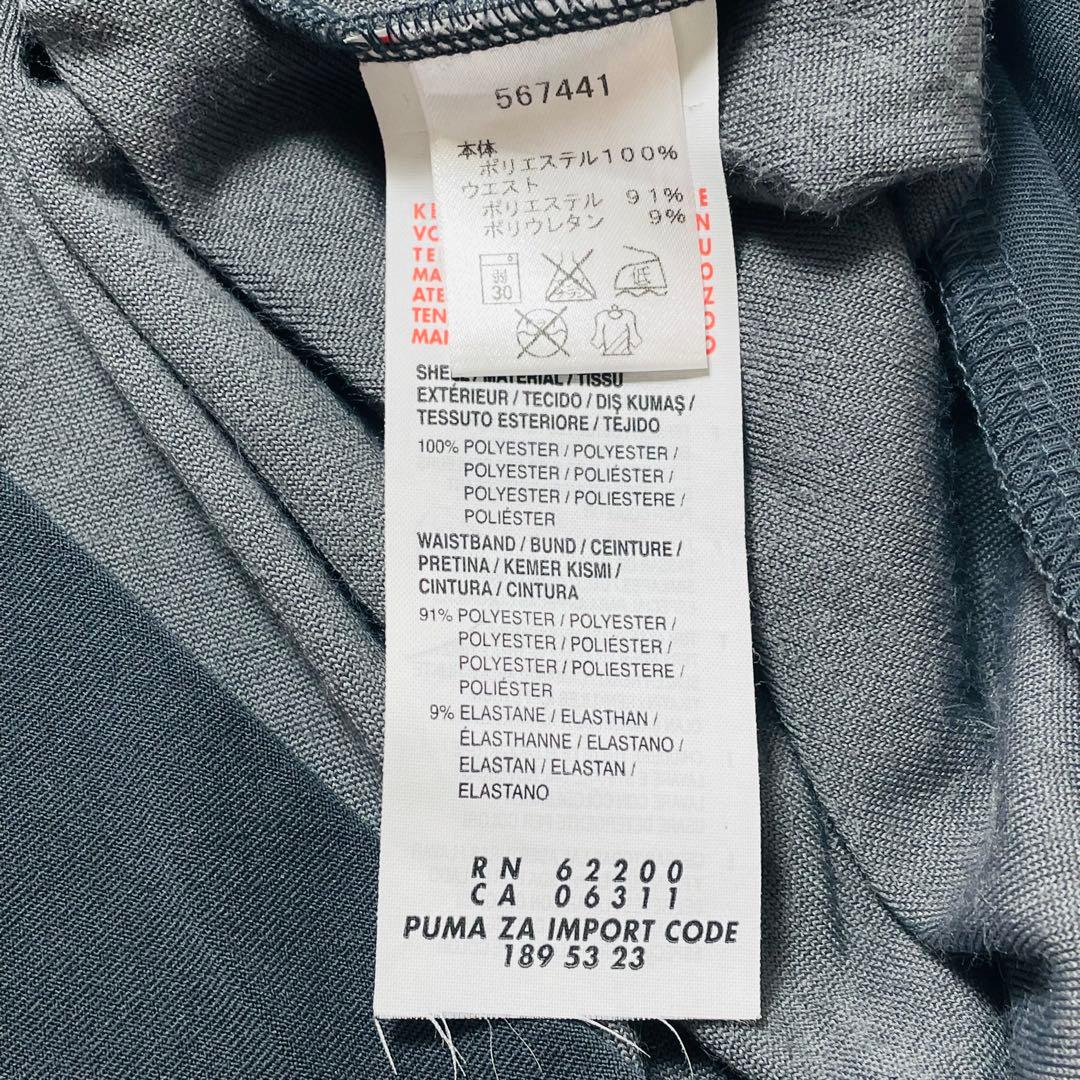 567441
本体
ポリエステル100%
ウエスト
ポリエステル 91%
ポリウレタン 9%
弱
30
低
SHELL / MATERIAL / TISSU
EXTÉRIEUR / TECIDO / DIŞ KUMAŞ /
TESSUTO ESTERIORE / TEJIDO
100% POLYESTER / POLYESTER /
POLYESTER / POLIÉSTER /
POLYESTER / POLIESTERE /
POLIÉSTER
WAISTBAND / BUND / CEINTURE /
PRETINA / KEMER KISMI /
CINTURA / CINTURA
91% POLYESTER / POLYESTER /
POLYESTER / POLIÉSTER /
POLYESTER / POLIESTERE /
POLIÉSTER
9% ELASTANE / ELASTHAN /
ÉLASTHANNE / ELASTANO /
ELASTAN / ELASTAN /
ELASTANO
RN 62200
CA 06311
PUMA ZA IMPORT CODE
189 53 23